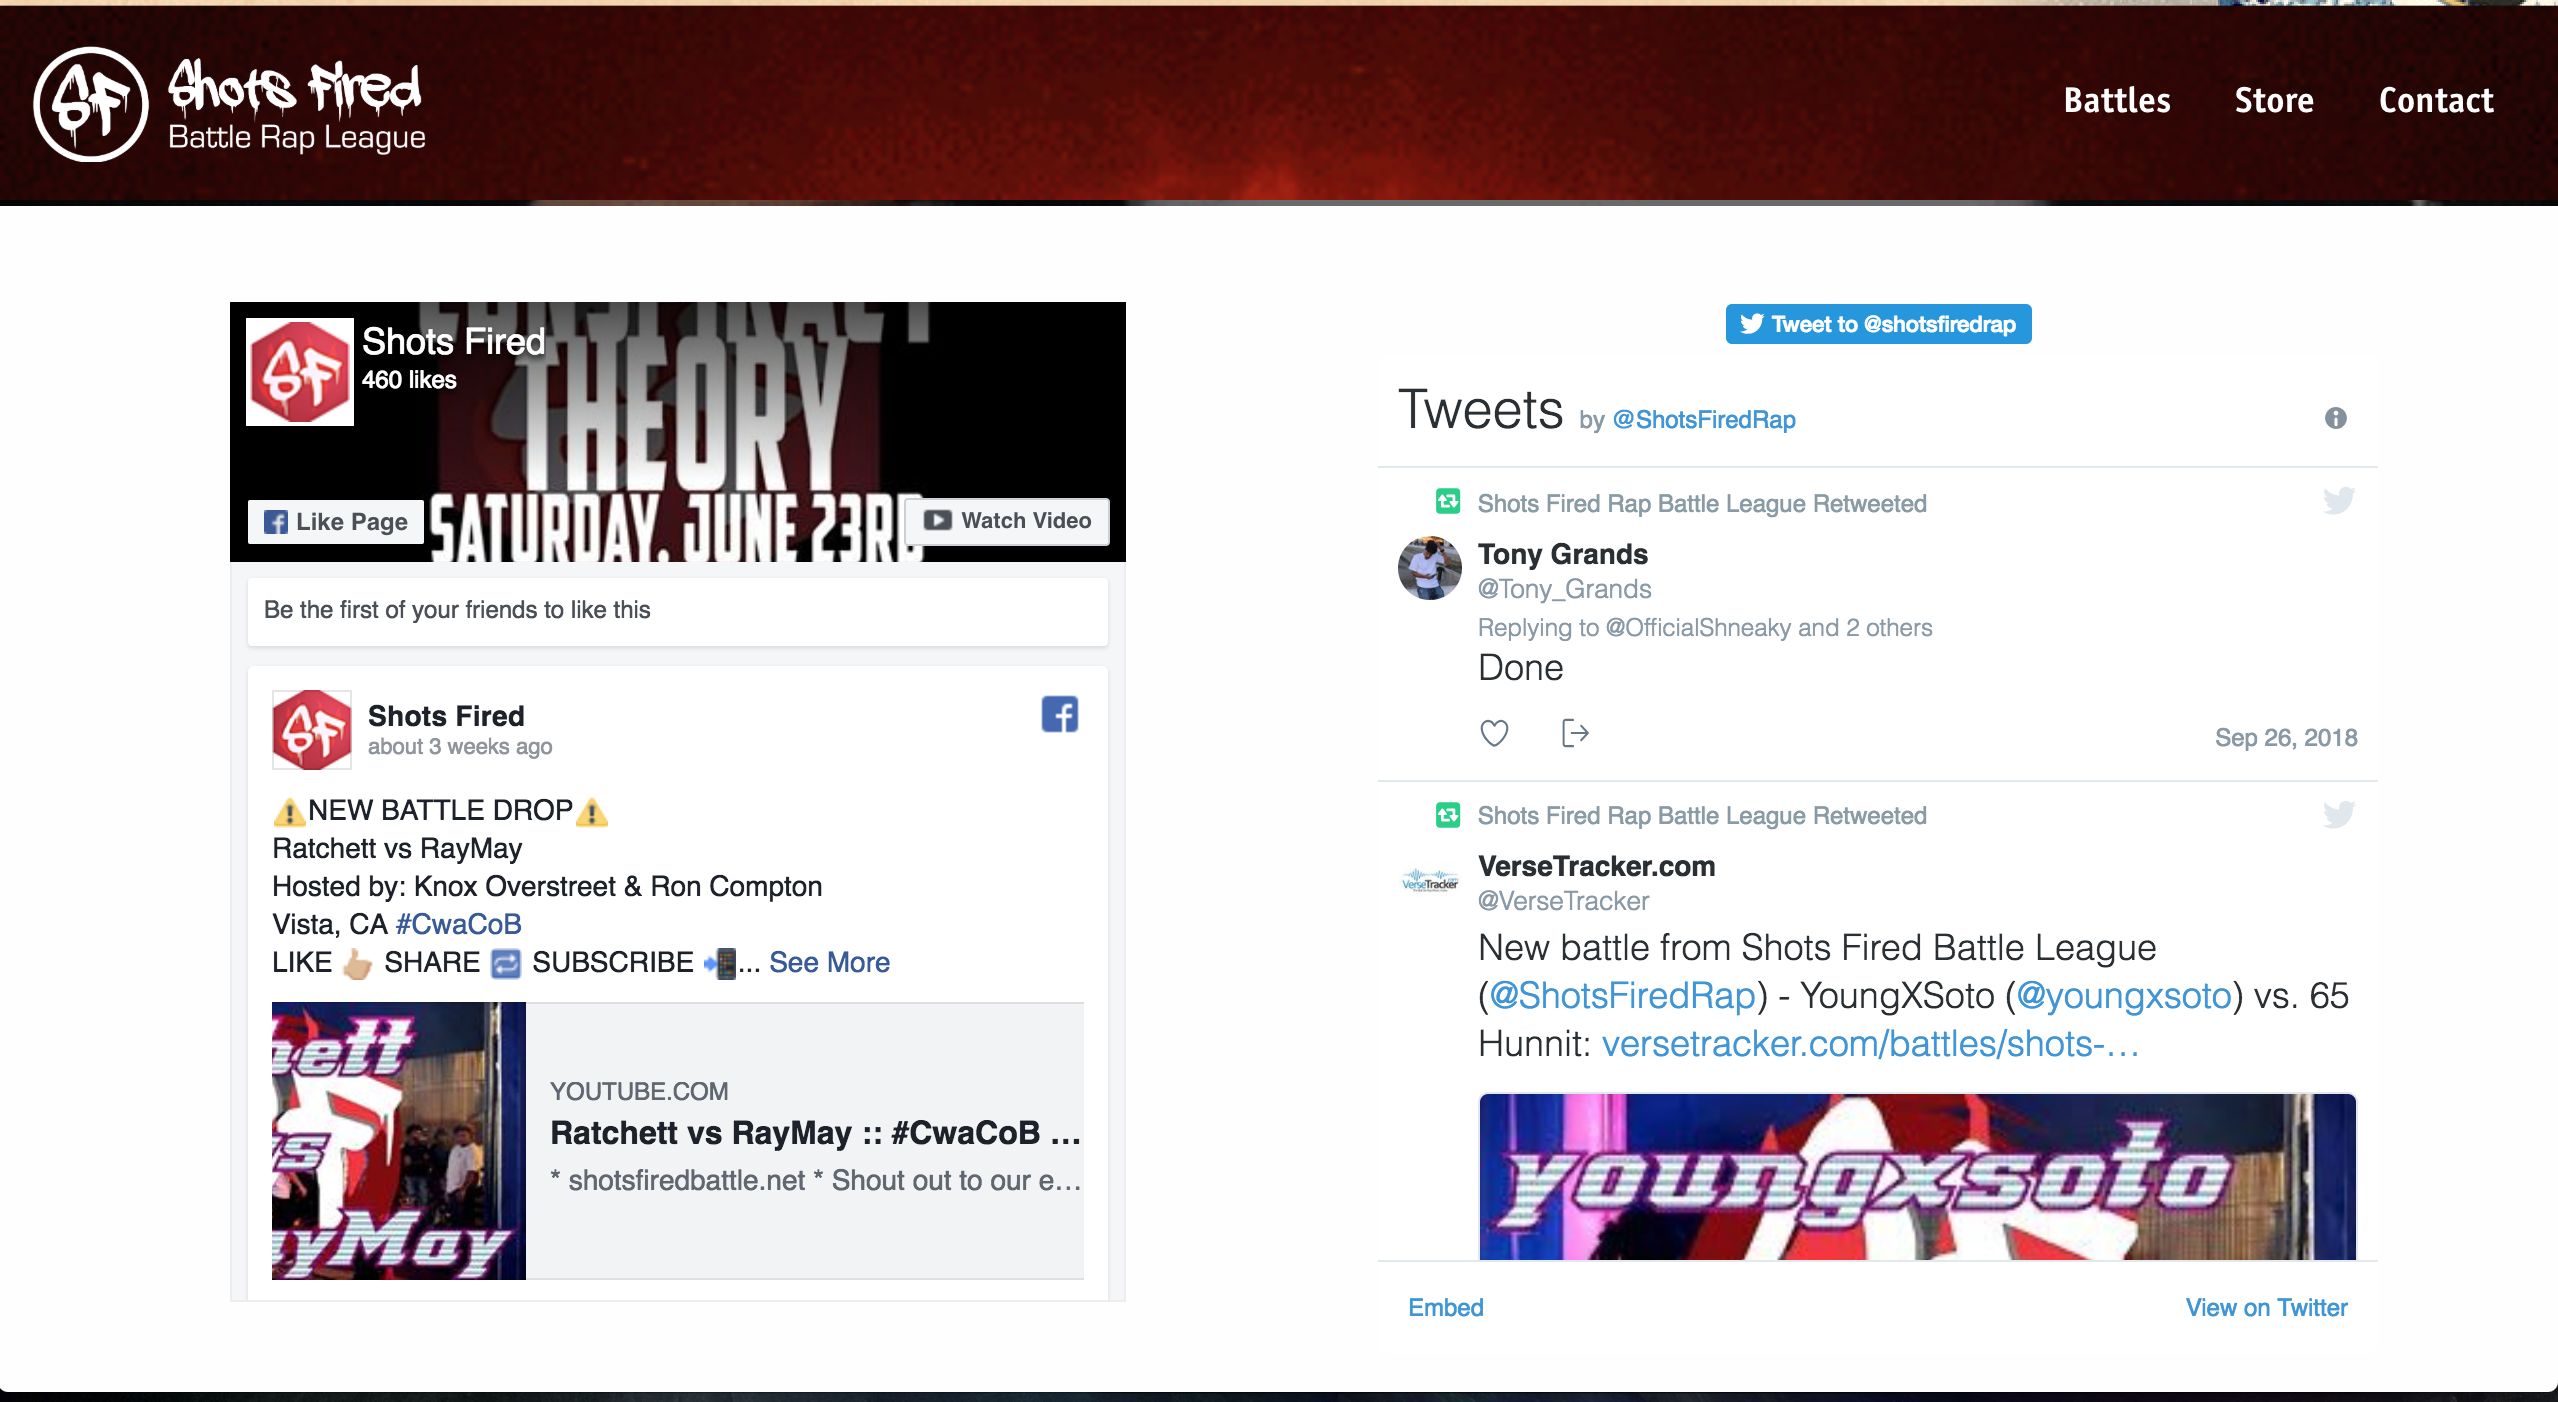 SF
Shots Fired
Battle Rap League
Battles
Store
Contact
SF
Shots Fired
460 likes
THEORY
SATURDAY, JUNE 23RD
Like Page
Watch Video
Be the first of your friends to like this
SF
Shots Fired
about 3 weeks ago
⚠️NEW BATTLE DROP⚠️
Ratchett vs RayMay
Hosted by: Knox Overstreet & Ron Compton
Vista, CA #CwaCoB
LIKE 👍🏼 SHARE 🔁 SUBSCRIBE 📲... See More
hett
vs
yMay
YOUTUBE.COM
Ratchett vs RayMay :: #CwaCoB ...
* shotsfiredbattle.net * Shout out to our e...
Tweet to @shotsfiredrap
Tweets by @ShotsFiredRap
Shots Fired Rap Battle League Retweeted
Tony Grands
@Tony_Grands
Replying to @OfficialShneaky and 2 others
Done
Sep 26, 2018
Shots Fired Rap Battle League Retweeted
VerseTracker
VerseTracker.com
@VerseTracker
New battle from Shots Fired Battle League
(@ShotsFiredRap) - YoungXSoto (@youngxsoto) vs. 65
Hunnit: versetracker.com/battles/shots-…
youngxsoto
Embed
View on Twitter